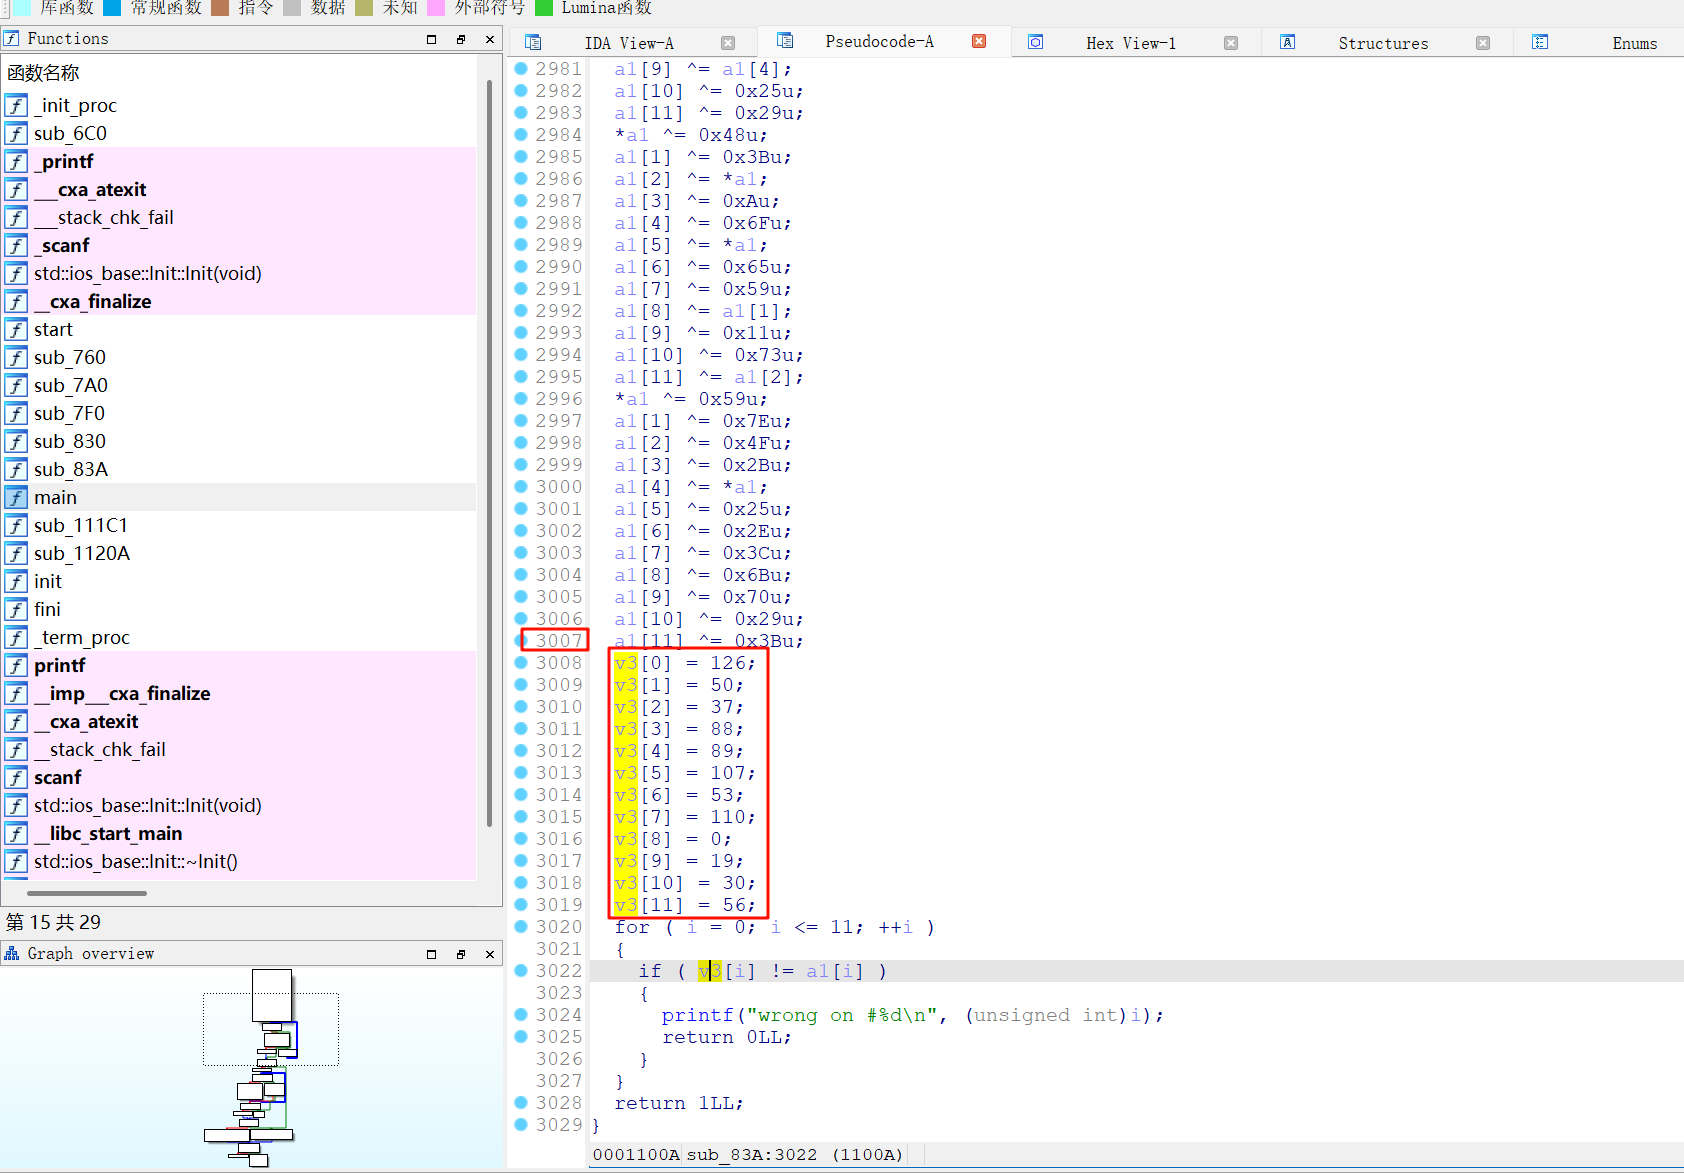 库函数 常规函数 指令 数据 未知 外部符号 Lumina函数
Functions
函数名称
_init_proc
sub_6C0
_printf
___cxa_atexit
___stack_chk_fail
_scanf
std::ios_base::Init::Init(void)
__cxa_finalize
start
sub_760
sub_7A0
sub_7F0
sub_830
sub_83A
main
sub_111C1
sub_1120A
init
fini
_term_proc
printf
__imp___cxa_finalize
__cxa_atexit
__stack_chk_fail
scanf
std::ios_base::Init::Init(void)
__libc_start_main
std::ios_base::Init::~Init()
第 15 共 29
Graph overview
IDA View-A Pseudocode-A Hex View-1 Structures Enums
2981 a1[9] ^= a1[4];
2982 a1[10] ^= 0x25u;
2983 a1[11] ^= 0x29u;
2984 *a1 ^= 0x48u;
2985 a1[1] ^= 0x3Bu;
2986 a1[2] ^= *a1;
2987 a1[3] ^= 0xAu;
2988 a1[4] ^= 0x6Fu;
2989 a1[5] ^= *a1;
2990 a1[6] ^= 0x65u;
2991 a1[7] ^= 0x59u;
2992 a1[8] ^= a1[1];
2993 a1[9] ^= 0x11u;
2994 a1[10] ^= 0x73u;
2995 a1[11] ^= a1[2];
2996 *a1 ^= 0x59u;
2997 a1[1] ^= 0x7Eu;
2998 a1[2] ^= 0x4Fu;
2999 a1[3] ^= 0x2Bu;
3000 a1[4] ^= *a1;
3001 a1[5] ^= 0x25u;
3002 a1[6] ^= 0x2Eu;
3003 a1[7] ^= 0x3Cu;
3004 a1[8] ^= 0x6Bu;
3005 a1[9] ^= 0x70u;
3006 a1[10] ^= 0x29u;
3007 a1[11] ^= 0x3Bu;
3008 v3[0] = 126;
3009 v3[1] = 50;
3010 v3[2] = 37;
3011 v3[3] = 88;
3012 v3[4] = 89;
3013 v3[5] = 107;
3014 v3[6] = 53;
3015 v3[7] = 110;
3016 v3[8] = 0;
3017 v3[9] = 19;
3018 v3[10] = 30;
3019 v3[11] = 56;
3020 for ( i = 0; i <= 11; ++i )
3021 {
3022 if ( v3[i] != a1[i] )
3023 {
3024 printf("wrong on #%d\n", (unsigned int)i);
3025 return 0LL;
3026 }
3027 }
3028 return 1LL;
3029 }
0001100A sub_83A:3022 (1100A)